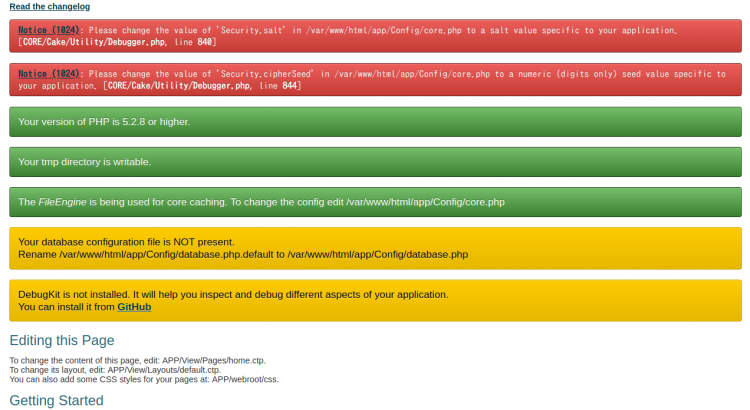 Read the changelog
Notice (1024): Please change the value of 'Security.salt' in /var/www/html/app/Config/core.php to a salt value specific to your application.
[CORE/Cake/Utility/Debugger.php, line 840]
Notice (1024): Please change the value of 'Security.cipherSeed' in /var/www/html/app/Config/core.php to a numeric (digits only) seed value specific to
your application. [CORE/Cake/Utility/Debugger.php, line 844]
Your version of PHP is 5.2.8 or higher.
Your tmp directory is writable.
The FileEngine is being used for core caching. To change the config edit /var/www/html/app/Config/core.php
Your database configuration file is NOT present.
Rename /var/www/html/app/Config/database.php.default to /var/www/html/app/Config/database.php
DebugKit is not installed. It will help you inspect and debug different aspects of your application.
You can install it from GitHub
Editing this Page
To change the content of this page, edit: APP/View/Pages/home.ctp.
To change its layout, edit: APP/View/Layouts/default.ctp.
You can also add some CSS styles for your pages at: APP/webroot/css.
Getting Started